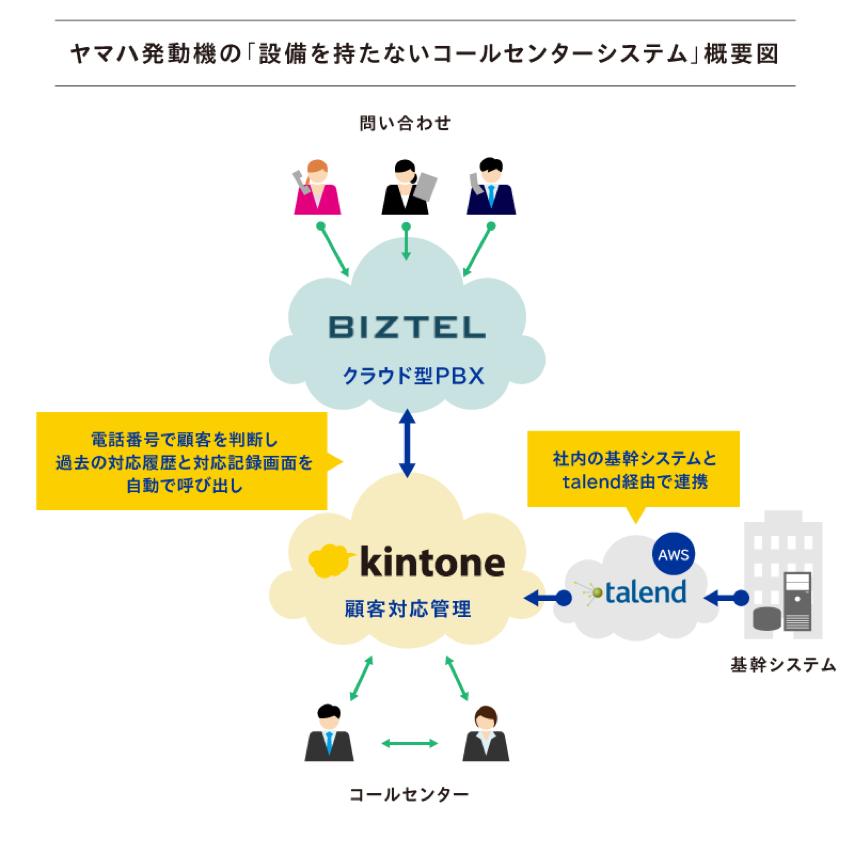 ヤマハ発動機の「設備を持たないコールセンターシステム」概要図
問い合わせ
BIZTEL
クラウド型PBX
電話番号で顧客を判断し
過去の対応履歴と対応記録画面を
自動で呼び出し
社内の基幹システムと
talend経由で連携
AWS
kintone
talend
顧客対応管理
基幹システム
コールセンター